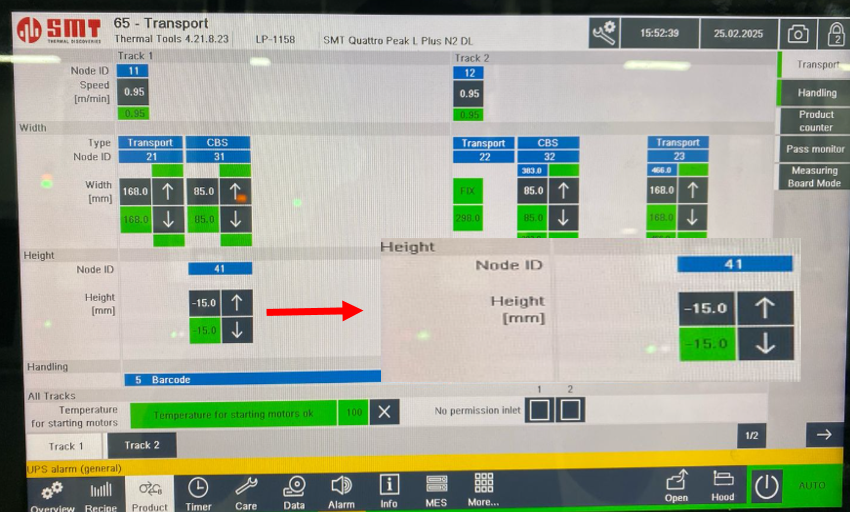 SMT
THERMAL DISCOVERIES
65 - Transport
Thermal Tools 4.21.8.23 LP-1158 SMT Quattro Peak L Plus N2 DL
15:52:39 25.02.2025 2
Track 1 Track 2 Transport
Node ID 11 12
Speed [m/min] 0.95 0.95 Handling
0.95 0.95 Product counter
Width
Type Transport CBS Transport CBS Transport Pass monitor
Node ID 21 31 22 32 23
383.0 466.0 Measuring Board Mode
Width [mm] 168.0 ↑ 85.0 ↑ FIX 85.0 ↑ 168.0 ↑
168.0 ↓ 85.0 ↓ 298.0 85.0 ↓ 168.0 ↓
Height Height
Node ID 41 Node ID 41
Height [mm] -15.0 ↑ Height [mm] -15.0 ↑
-15.0 ↓ -15.0 ↓
Handling
5 Barcode
All Tracks 1 2
Temperature for starting motors Temperature for starting motors ok 100 X No permission inlet
Track 1 Track 2 1/2 →
UPS alarm (general)
Overview Recipe Product Timer Care Data Alarm Info MES More... Open Hood AUTO